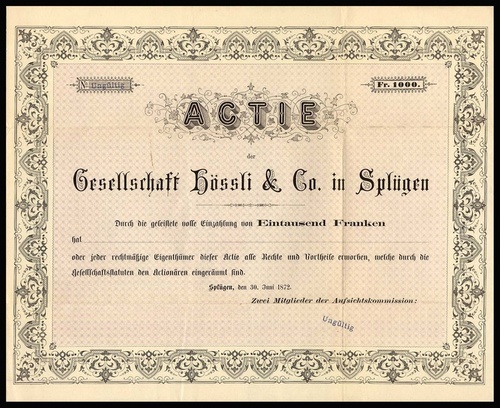 No. Ungültig
Fr. 1000.
ACTIE
der
Gesellschaft Hössli & Co. in Splügen
Durch die geleistete volle Einzahlung von Eintausend Franken
hat
oder jeder rechtmäßige Eigenthümer dieser Actie alle Rechte und Vortheile erworben, welche durch die
Gesellschaftsstatuten den Actionären eingeräumt sind.
Splügen, den 30. Juni 1872.
Zwei Mitglieder der Aufsichtskommission:
Ungültig